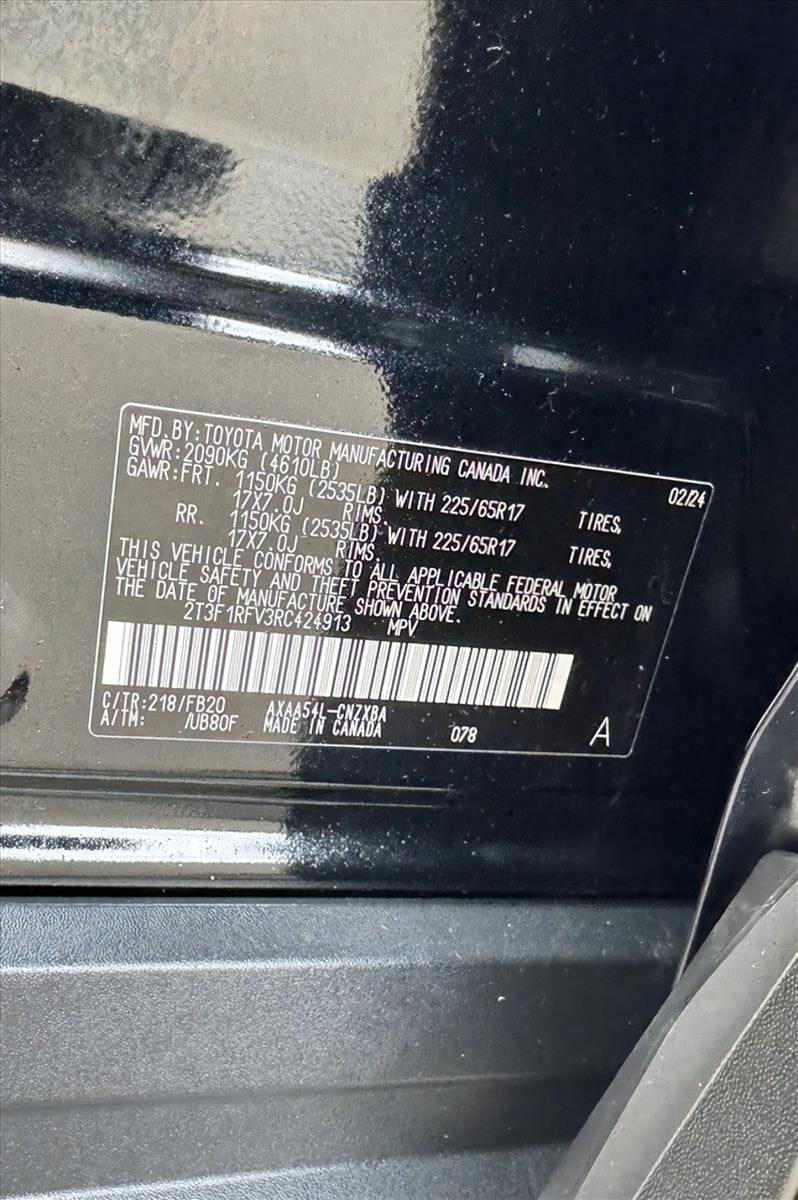 MFD.BY:TOYOTA MOTOR MANUFACTURING CANADA INC.
GVWR:2090KG (4610LB) 02/24
GAWR:FRT. 1150KG (2535LB) WITH 225/65R17 TIRES,
17X7.0J RIMS.
RR. 1150KG (2535LB) WITH 225/65R17 TIRES,
17X7.0J RIMS.
THIS VEHICLE CONFORMS TO ALL APPLICABLE FEDERAL MOTOR
VEHICLE SAFETY AND THEFT PREVENTION STANDARDS IN EFFECT ON
THE DATE OF MANUFACTURE SHOWN ABOVE.
2T3F1RFV3RC424913 MPV
C/TR:218/FB20 AXAA54L-CNZXBA
A/TM: /UB80F MADE IN CANADA 078 A